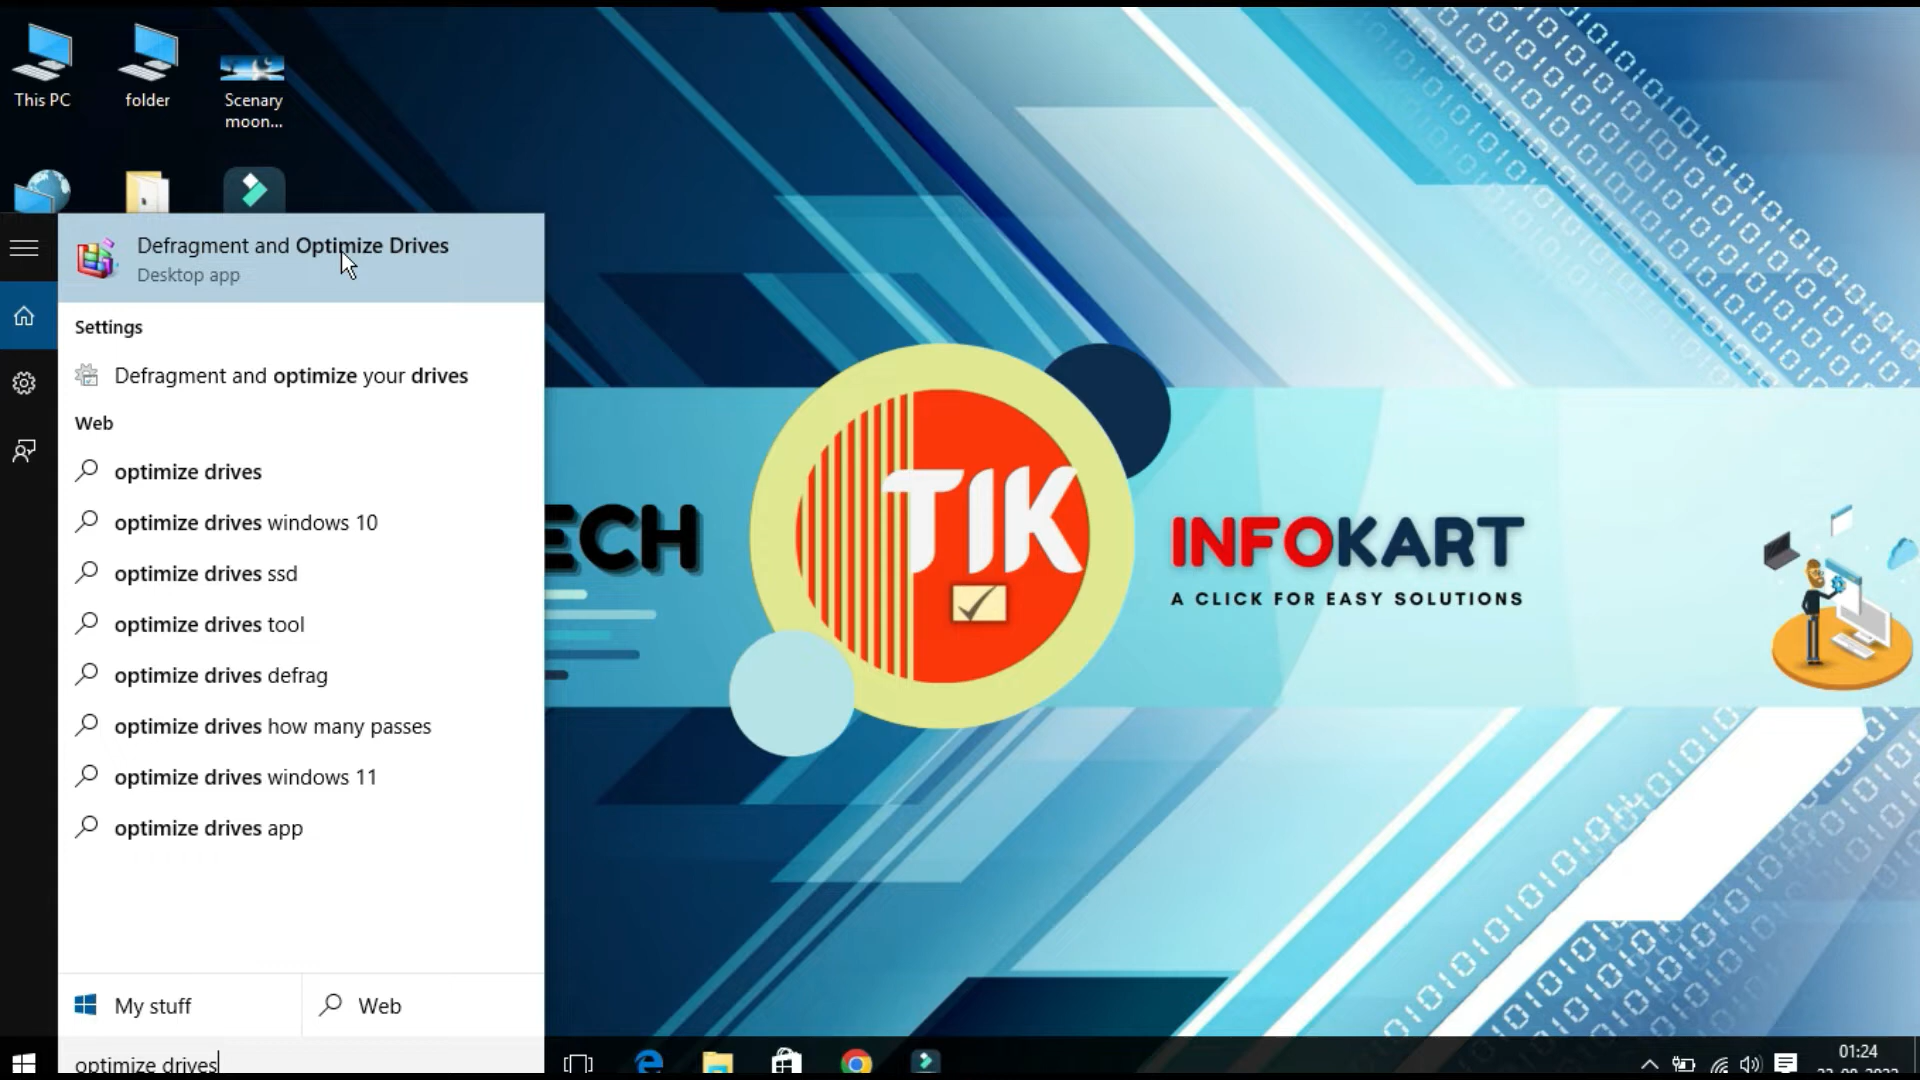 This PC
folder
Scenary
moon...
Defragment and Optimize Drives
Desktop app
Settings
Defragment and optimize your drives
Web
optimize drives
optimize drives windows 10
optimize drives ssd
optimize drives tool
optimize drives defrag
optimize drives how many passes
optimize drives windows 11
optimize drives app
My stuff
Web
optimize drives
ECH
TIK
INFOKART
A CLICK FOR EASY SOLUTIONS
01:24